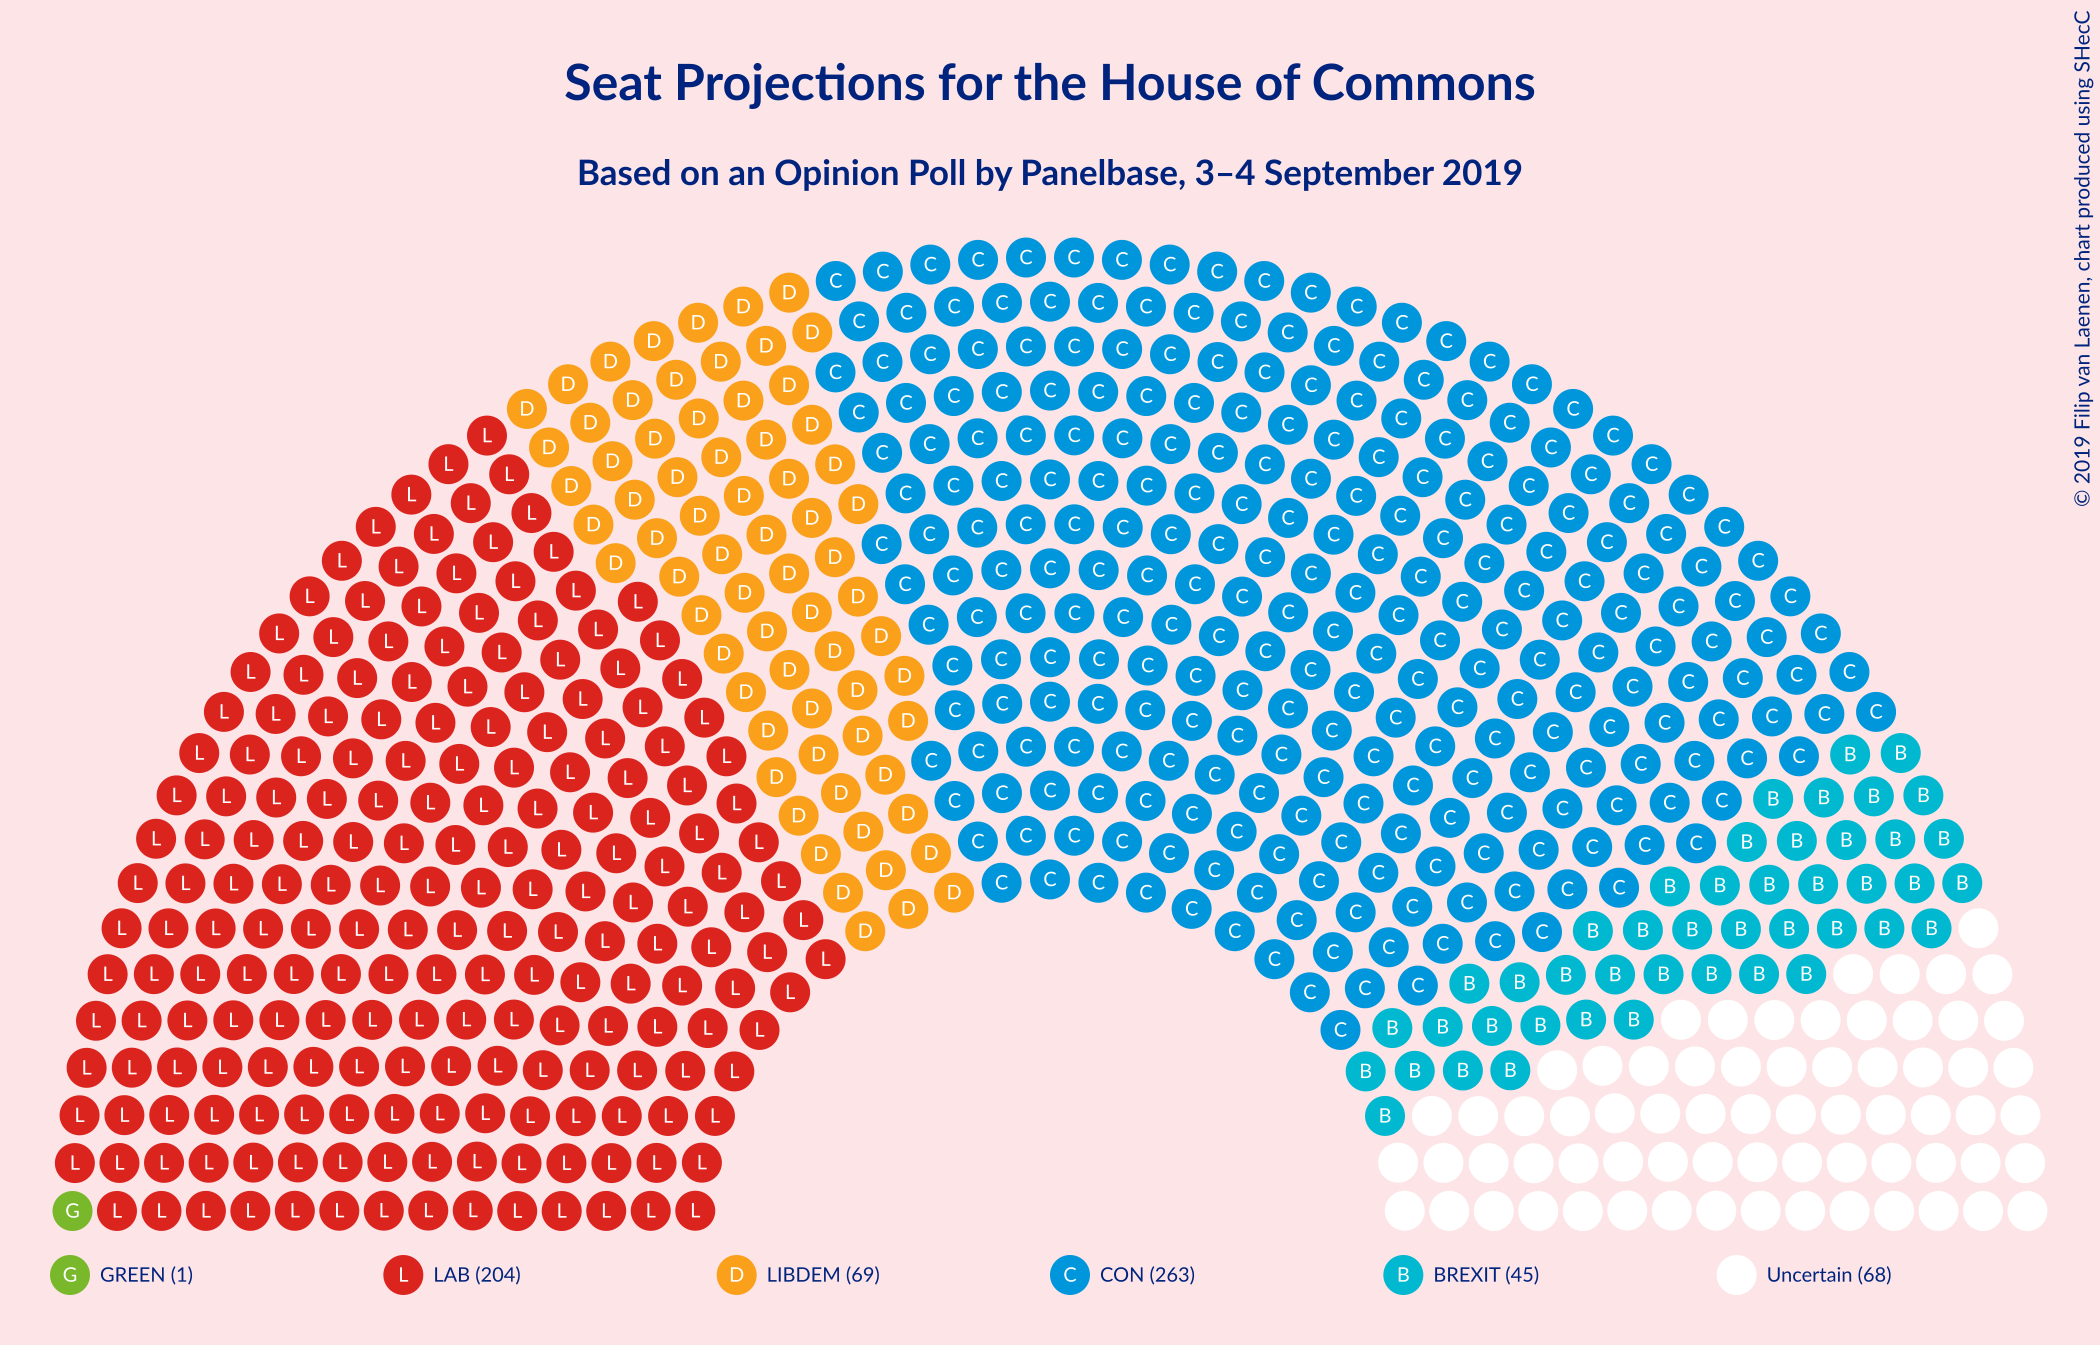 Seat Projections for the House of Commons
Based on an Opinion Poll by Panelbase, 3–4 September 2019
© 2019 Filip van Laenen, chart produced using SHecC
G GREEN (1)
L LAB (204)
D LIBDEM (69)
C CON (263)
B BREXIT (45)
Uncertain (68)